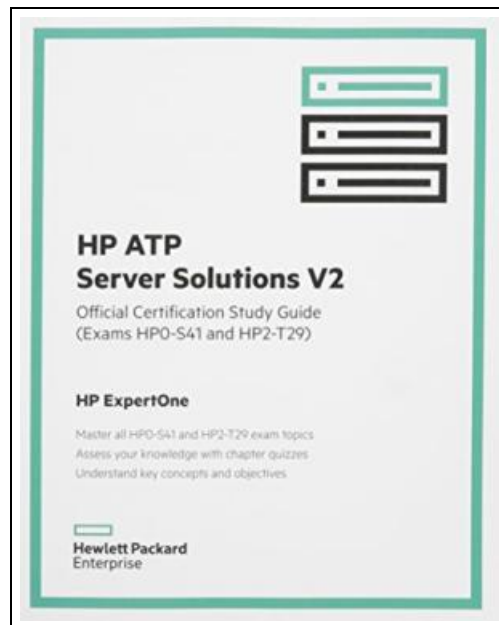 HP ATP
Server Solutions V2
Official Certification Study Guide
(Exams HP0-S41 and HP2-T29)
HP ExpertOne
Master all HP0-S41 and HP2-T29 exam topics
Assess your knowledge with chapter quizzes
Understand key concepts and objectives
Hewlett Packard
Enterprise